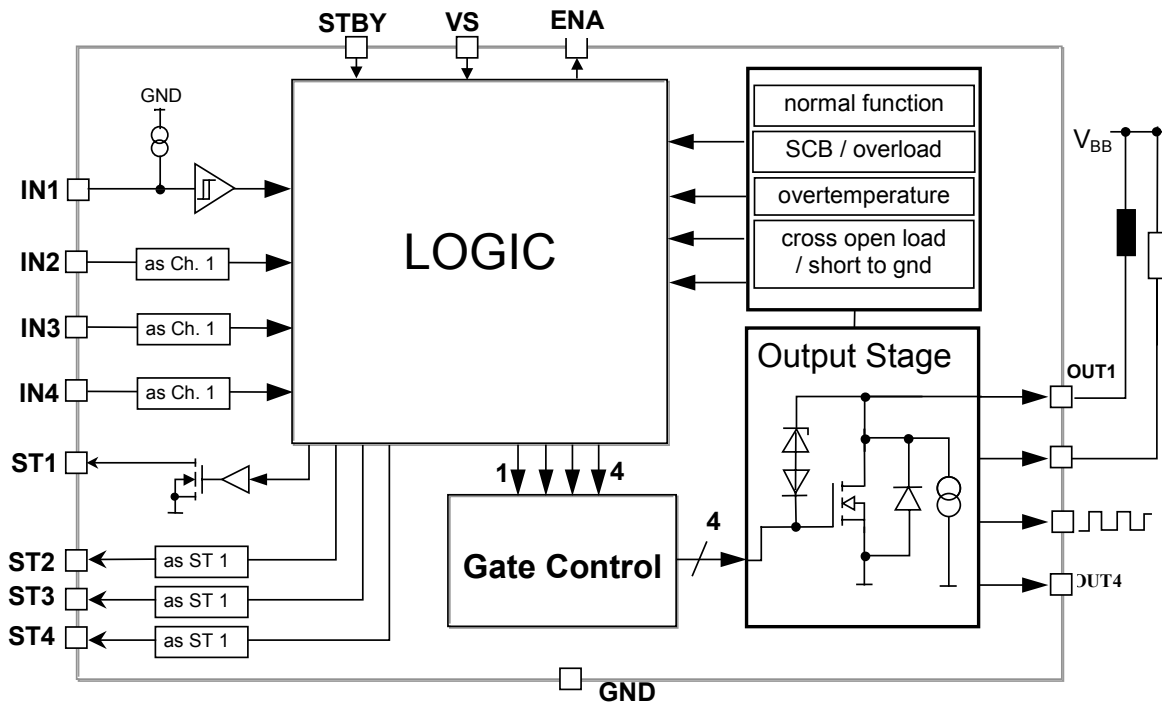 STBY
VS
ENA
GND
IN1
IN2
as Ch. 1
IN3
as Ch. 1
IN4
as Ch. 1
LOGIC
normal function
SCB / overload
overtemperature
cross open load
/ short to gnd
VBB
Output Stage
OUT1
ST1
1
4
4
Gate Control
ST2
as ST 1
ST3
as ST 1
ST4
as ST 1
OUT4
GND